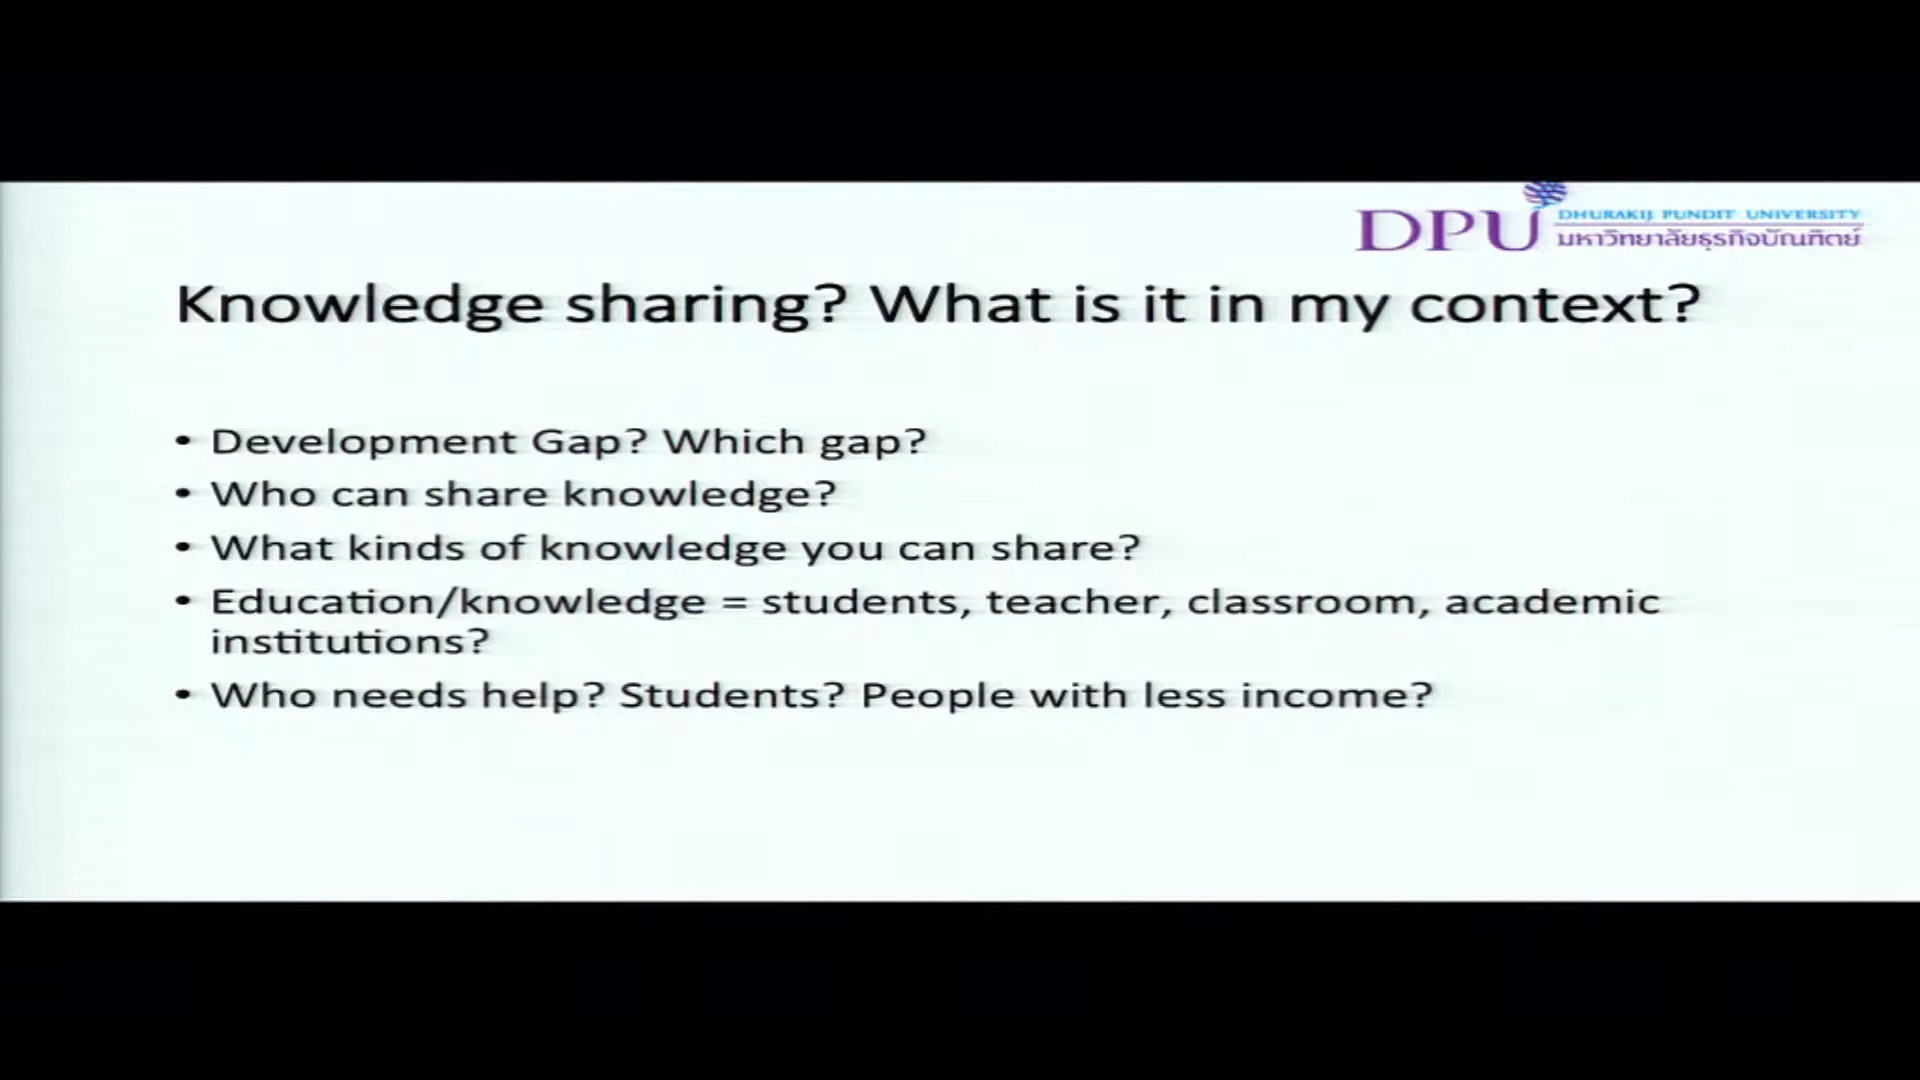 DPU
DHURAKIJ PUNDIT UNIVERSITY
มหาวิทยาลัยธุรกิจบัณฑิตย์
Knowledge sharing? What is it in my context?
• Development Gap? Which gap?
• Who can share knowledge?
• What kinds of knowledge you can share?
• Education/knowledge = students, teacher, classroom, academic
institutions?
• Who needs help? Students? People with less income?